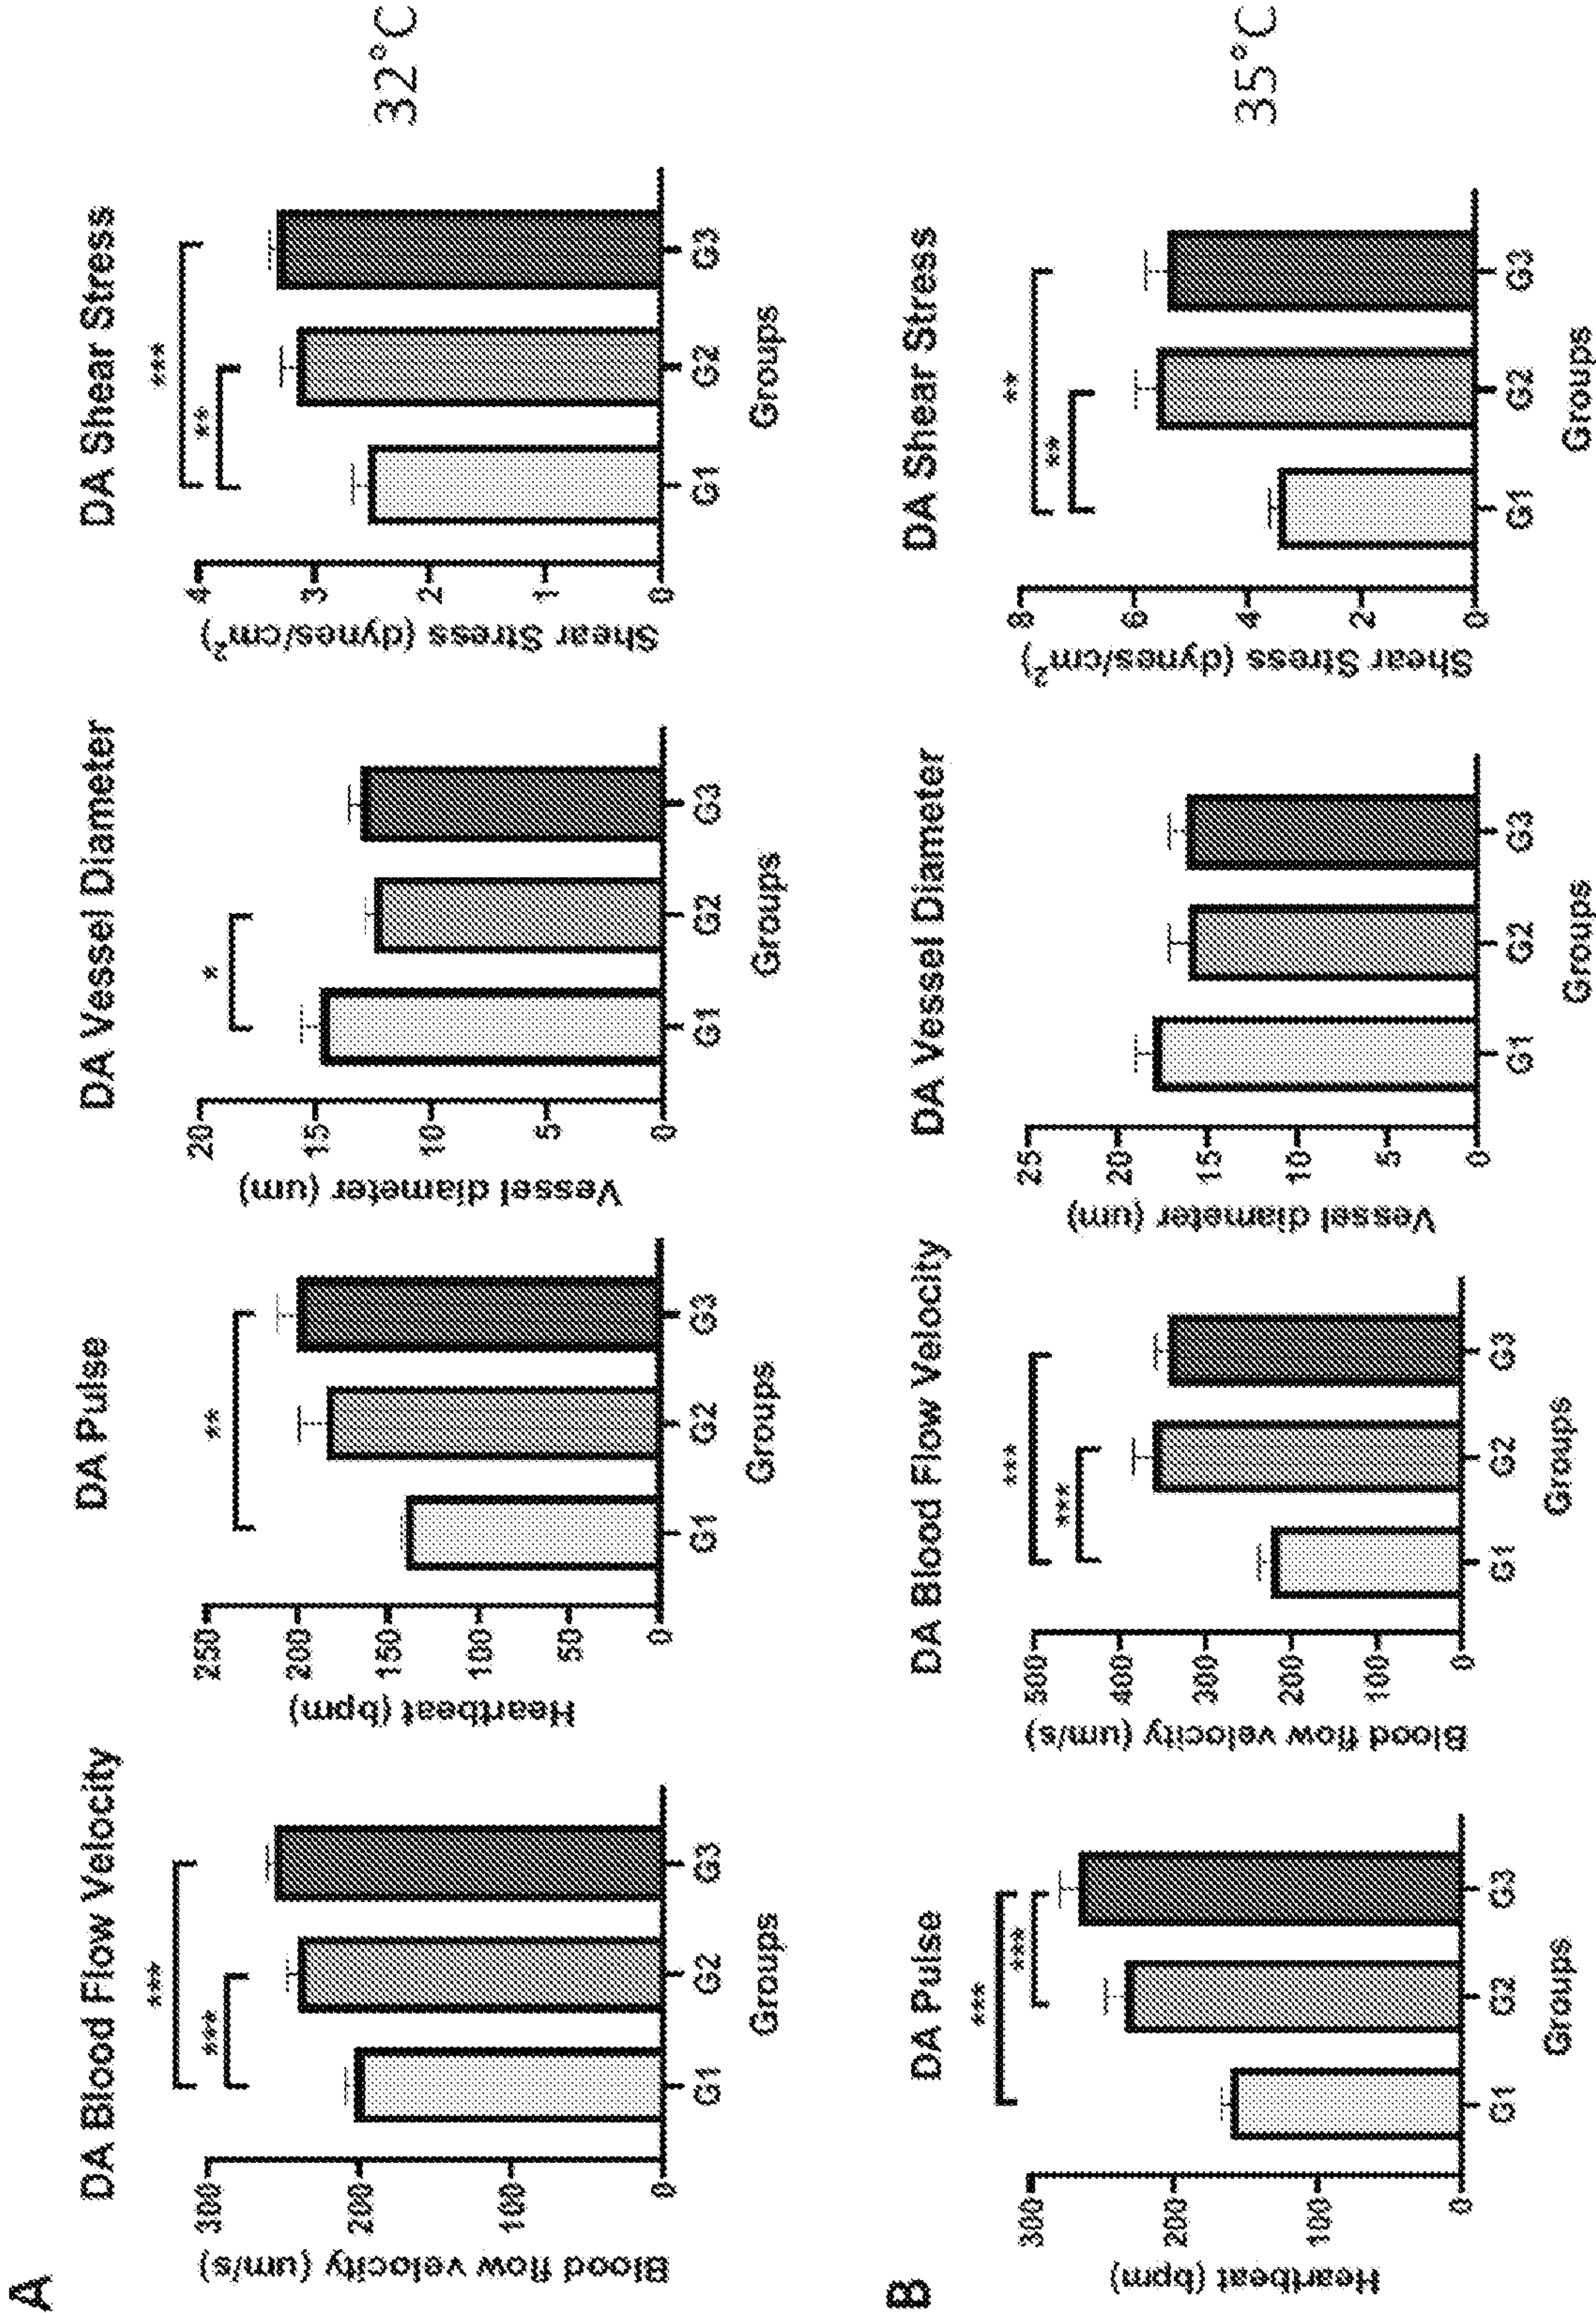 A
DA Blood Flow Velocity
Blood flow velocity (um/s)
300
200
100
0
***
***
G1 G2 G3
Groups
DA Pulse
Heartbeat (bpm)
250
200
150
100
50
0
**
G1 G2 G3
Groups
DA Vessel Diameter
Vessel diameter (um)
20
15
10
5
0
*
G1 G2 G3
Groups
DA Shear Stress
Shear Stress (dynes/cm²)
4
3
2
1
0
***
**
G1 G2 G3
Groups
32°C
B
DA Pulse
Heartbeat (bpm)
300
200
100
0
***
***
G1 G2 G3
Groups
DA Blood Flow Velocity
Blood flow velocity (um/s)
500
400
300
200
100
0
***
***
G1 G2 G3
Groups
DA Vessel Diameter
Vessel diameter (um)
25
20
15
10
5
0
G1 G2 G3
Groups
DA Shear Stress
Shear Stress (dynes/cm²)
8
6
4
2
0
**
**
G1 G2 G3
Groups
35°C